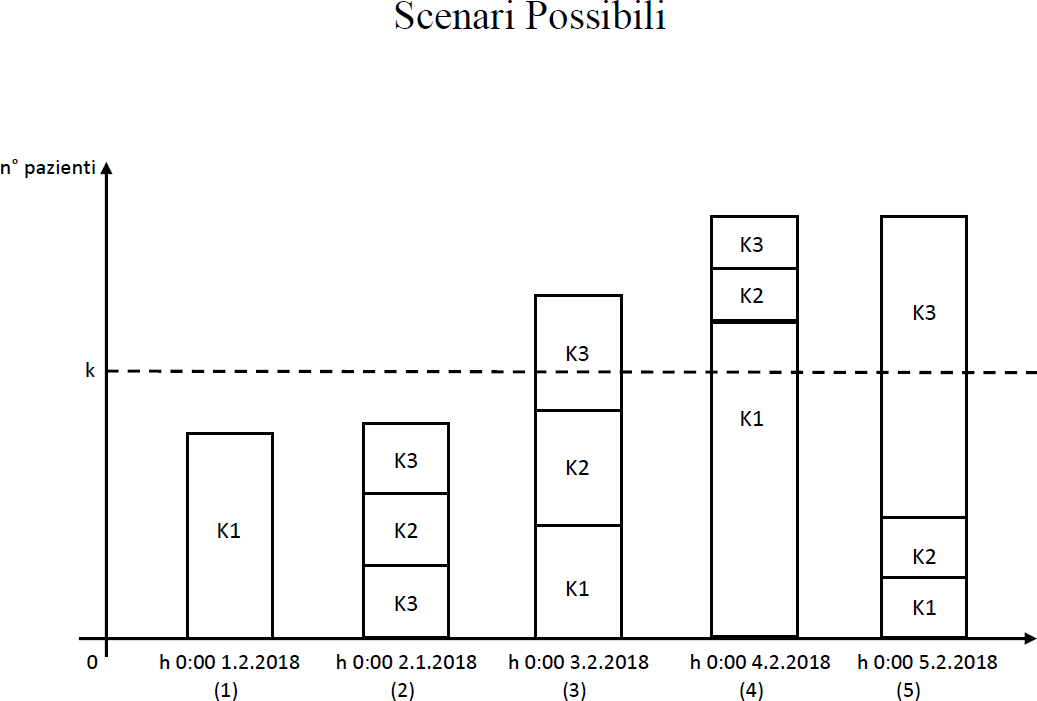 Scenari Possibili
n° pazienti
K3
K2
K3
K3
K
K1
K2
K3
K2
K1
K2
K3
K1
K1
0
h 0:00 1.2.2018
h 0:00 2.1.2018
h 0:00 3.2.2018
h 0:00 4.2.2018
h 0:00 5.2.2018
(1)
(2)
(3)
(4)
(5)